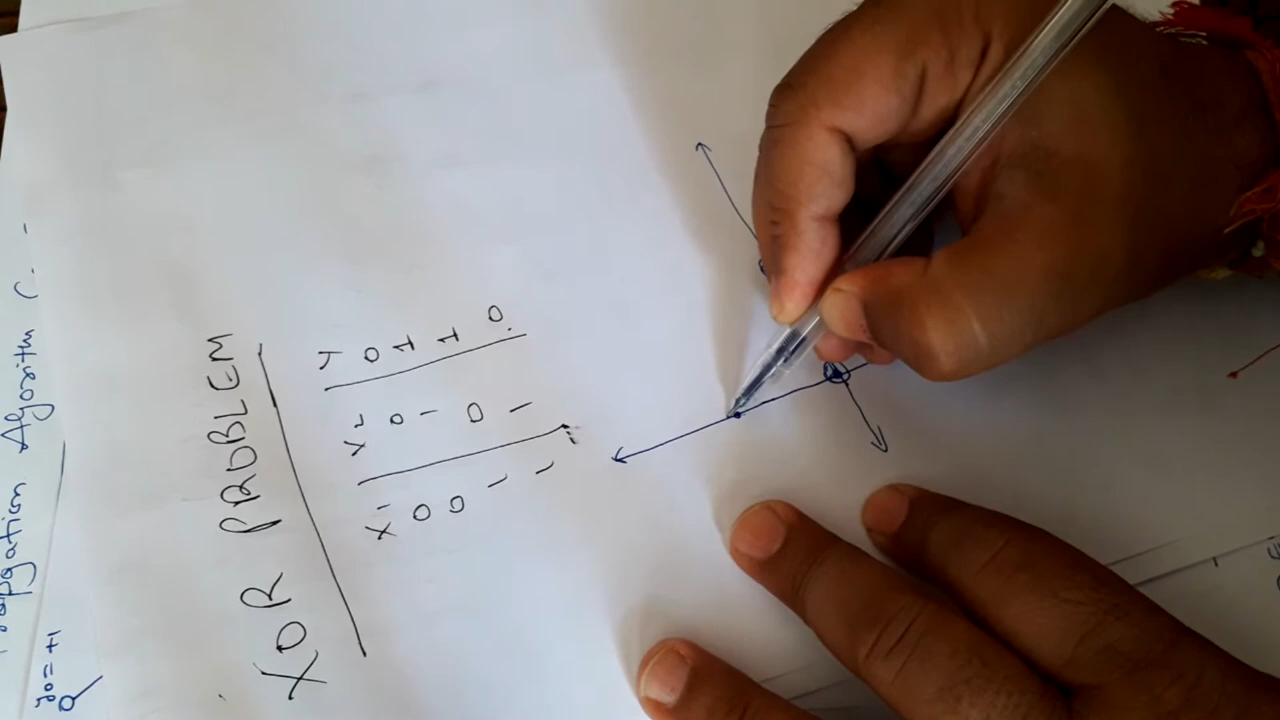 XOR PROBLEM
X1 X2 Y
0 0 0
0 1 1
1 0 1
1 1 0
Algorithm